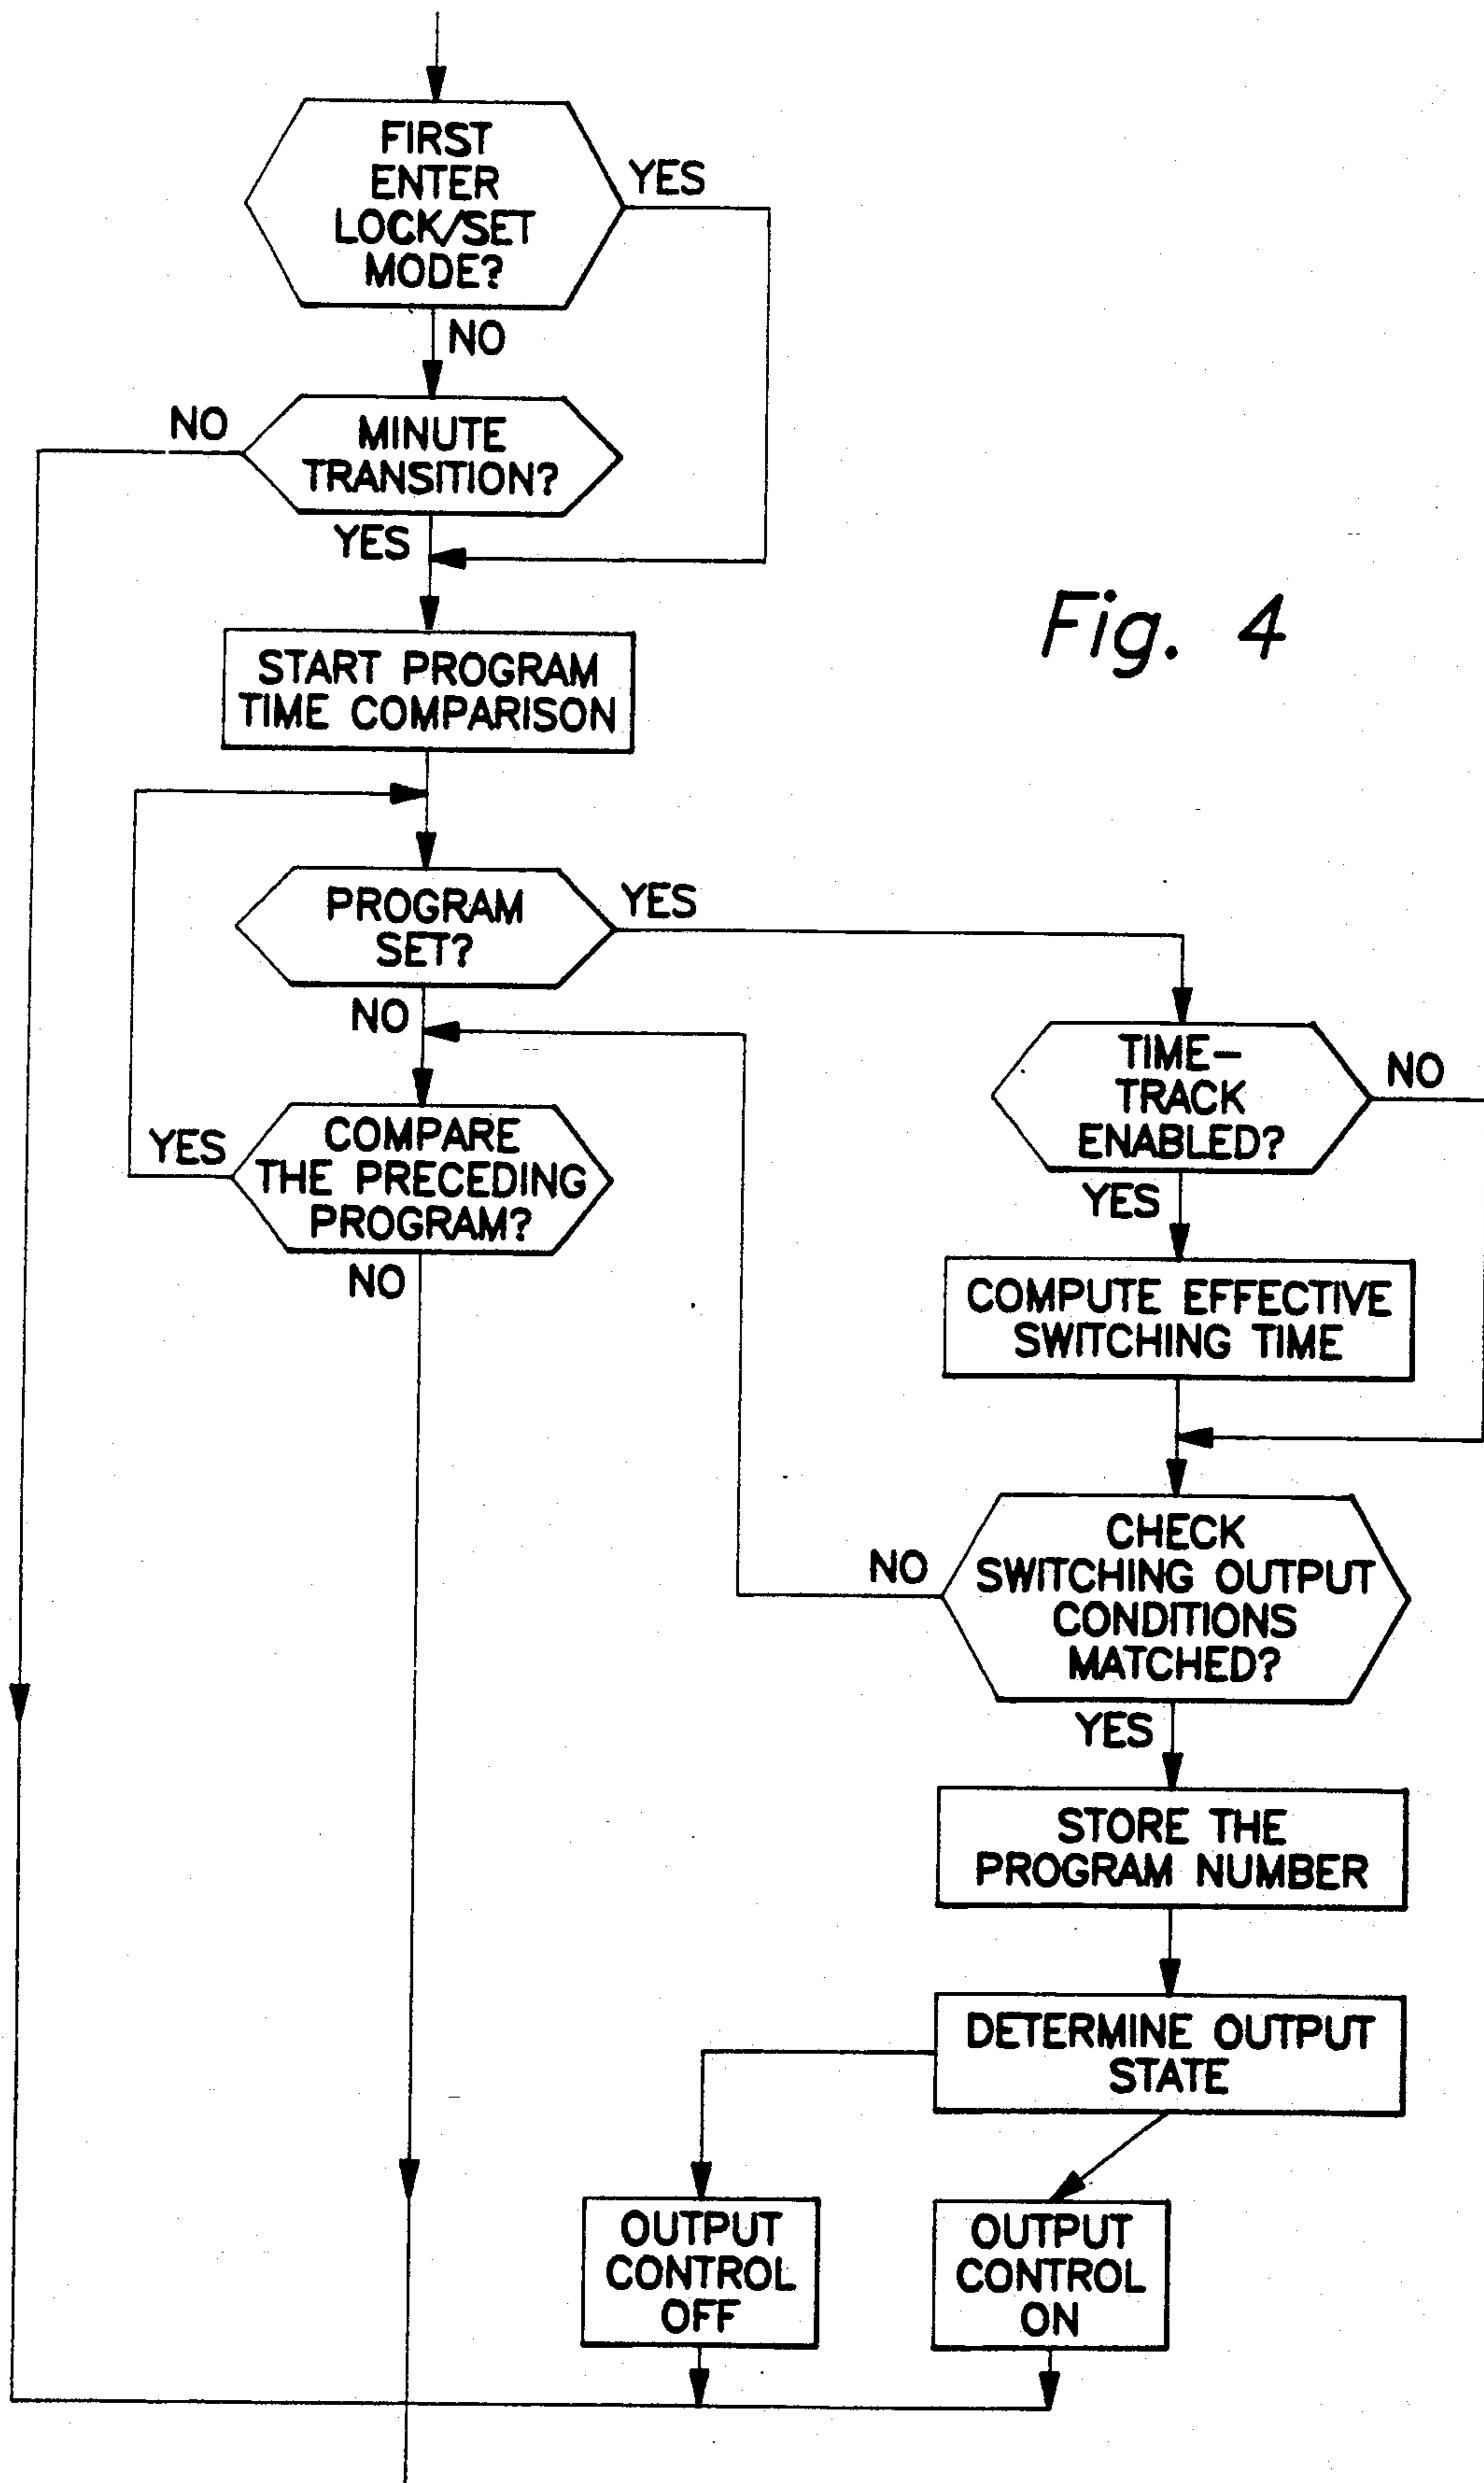 FIRST
ENTER
LOCK/SET
MODE?
YES
NO
NO
MINUTE
TRANSITION?
YES
Fig. 4
START PROGRAM
TIME COMPARISON
PROGRAM
SET?
YES
NO
TIME-
TRACK
ENABLED?
NO
YES
COMPARE
THE PRECEDING
PROGRAM?
YES
NO
COMPUTE EFFECTIVE
SWITCHING TIME
CHECK
SWITCHING OUTPUT
CONDITIONS
MATCHED?
NO
YES
STORE THE
PROGRAM NUMBER
DETERMINE OUTPUT
STATE
OUTPUT
CONTROL
OFF
OUTPUT
CONTROL
ON